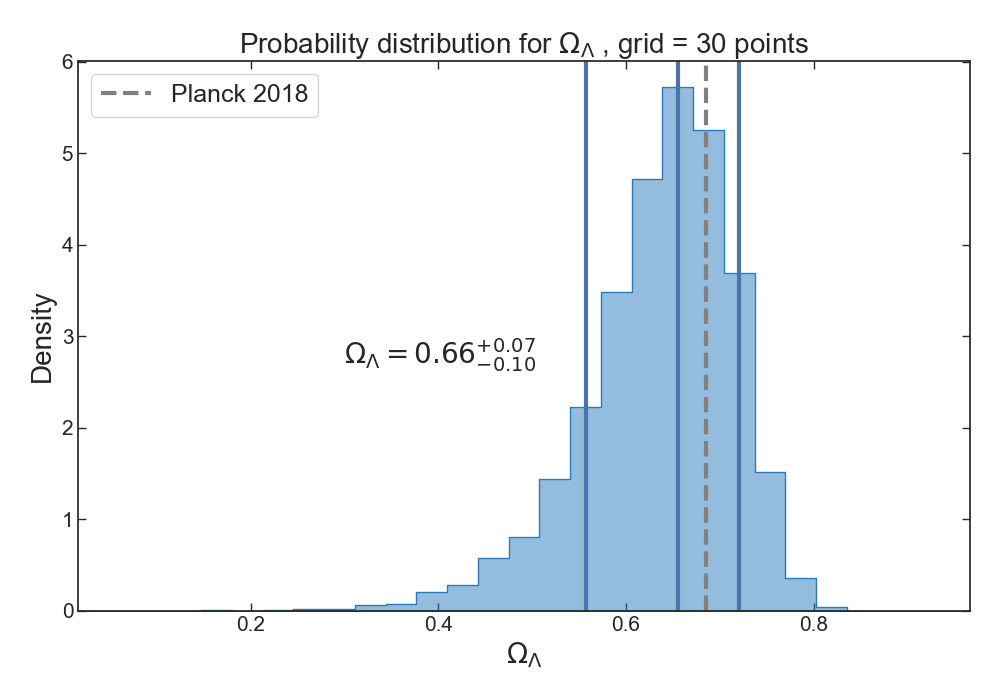 Probability distribution for Ω_Λ , grid = 30 points
Planck 2018
6
5
4
3
2
1
0
Density
Ω_Λ = 0.66^{+0.07}_{−0.10}
0.2 0.4 0.6 0.8
Ω_Λ